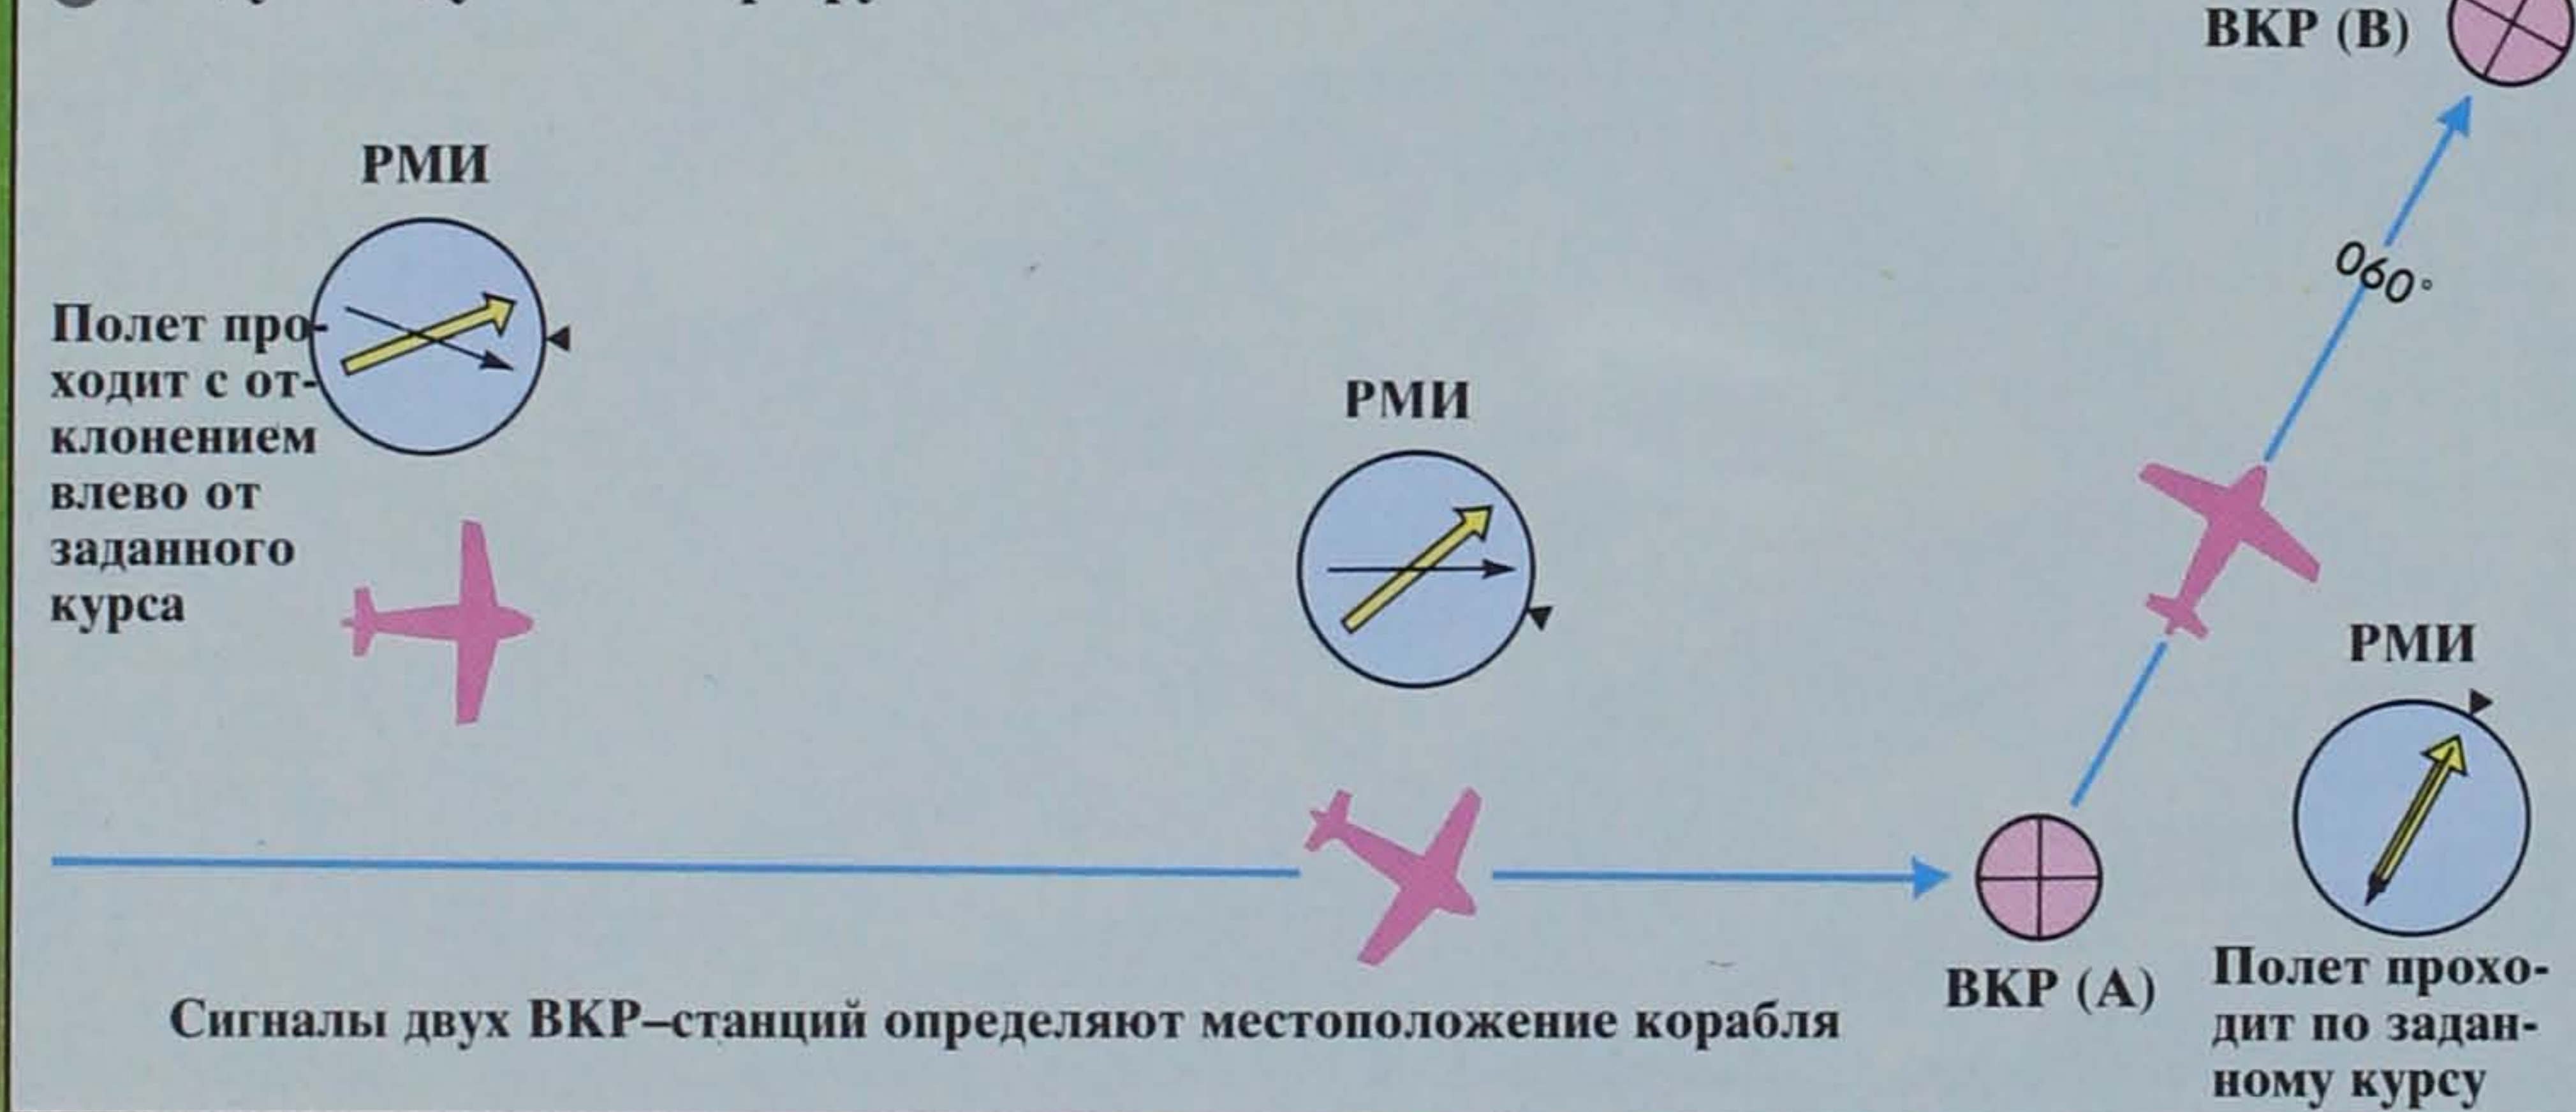 ВКР (В)
РМИ
Полет про-
ходит с от-
клонением
влево от
заданного
курса
РМИ
060°
РМИ
ВКР (А)
Полет прохо-
дит по задан-
ному курсу
Сигналы двух ВКР–станций определяют местоположение корабля